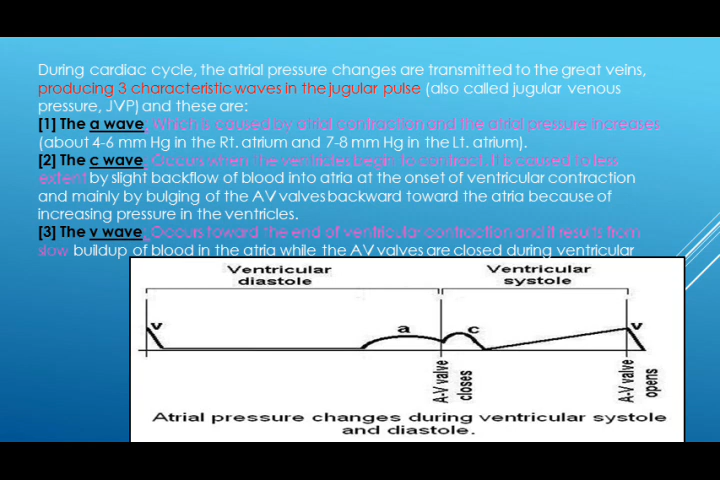 During cardiac cycle, the atrial pressure changes are transmitted to the great veins,
producing 3 characteristic waves in the jugular pulse (also called jugular venous
pressure, JVP) and these are:
[1] The a wave: Which is caused by atrial contraction and the atrial pressure increases
(about 4-6 mm Hg in the Rt. atrium and 7-8 mm Hg in the Lt. atrium).
[2] The c wave: Occurs when the ventricles begin to contract. It is caused to less
extent by slight backflow of blood into atria at the onset of ventricular contraction
and mainly by bulging of the AV valves backward toward the atria because of
increasing pressure in the ventricles.
[3] The v wave: Occurs toward the end of ventricular contraction and it results from
slow buildup of blood in the atria while the AV valves are closed during ventricular
Ventricular
diastole
Ventricular
systole
v
a
c
v
A-V valve
closes
A-V valve
opens
Atrial pressure changes during ventricular systole
and diastole.